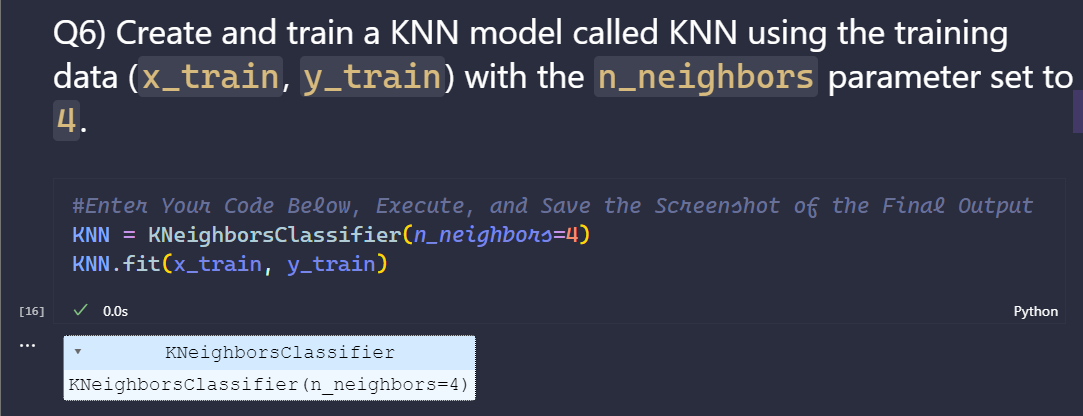 Q6) Create and train a KNN model called KNN using the training
data (x_train, y_train) with the n_neighbors parameter set to
4.
#Enter Your Code Below, Execute, and Save the Screenshot of the Final Output
KNN = KNeighborsClassifier(n_neighbors=4)
KNN.fit(x_train, y_train)
[16] ✓ 0.0s Python
... ▾ KNeighborsClassifier
KNeighborsClassifier(n_neighbors=4)